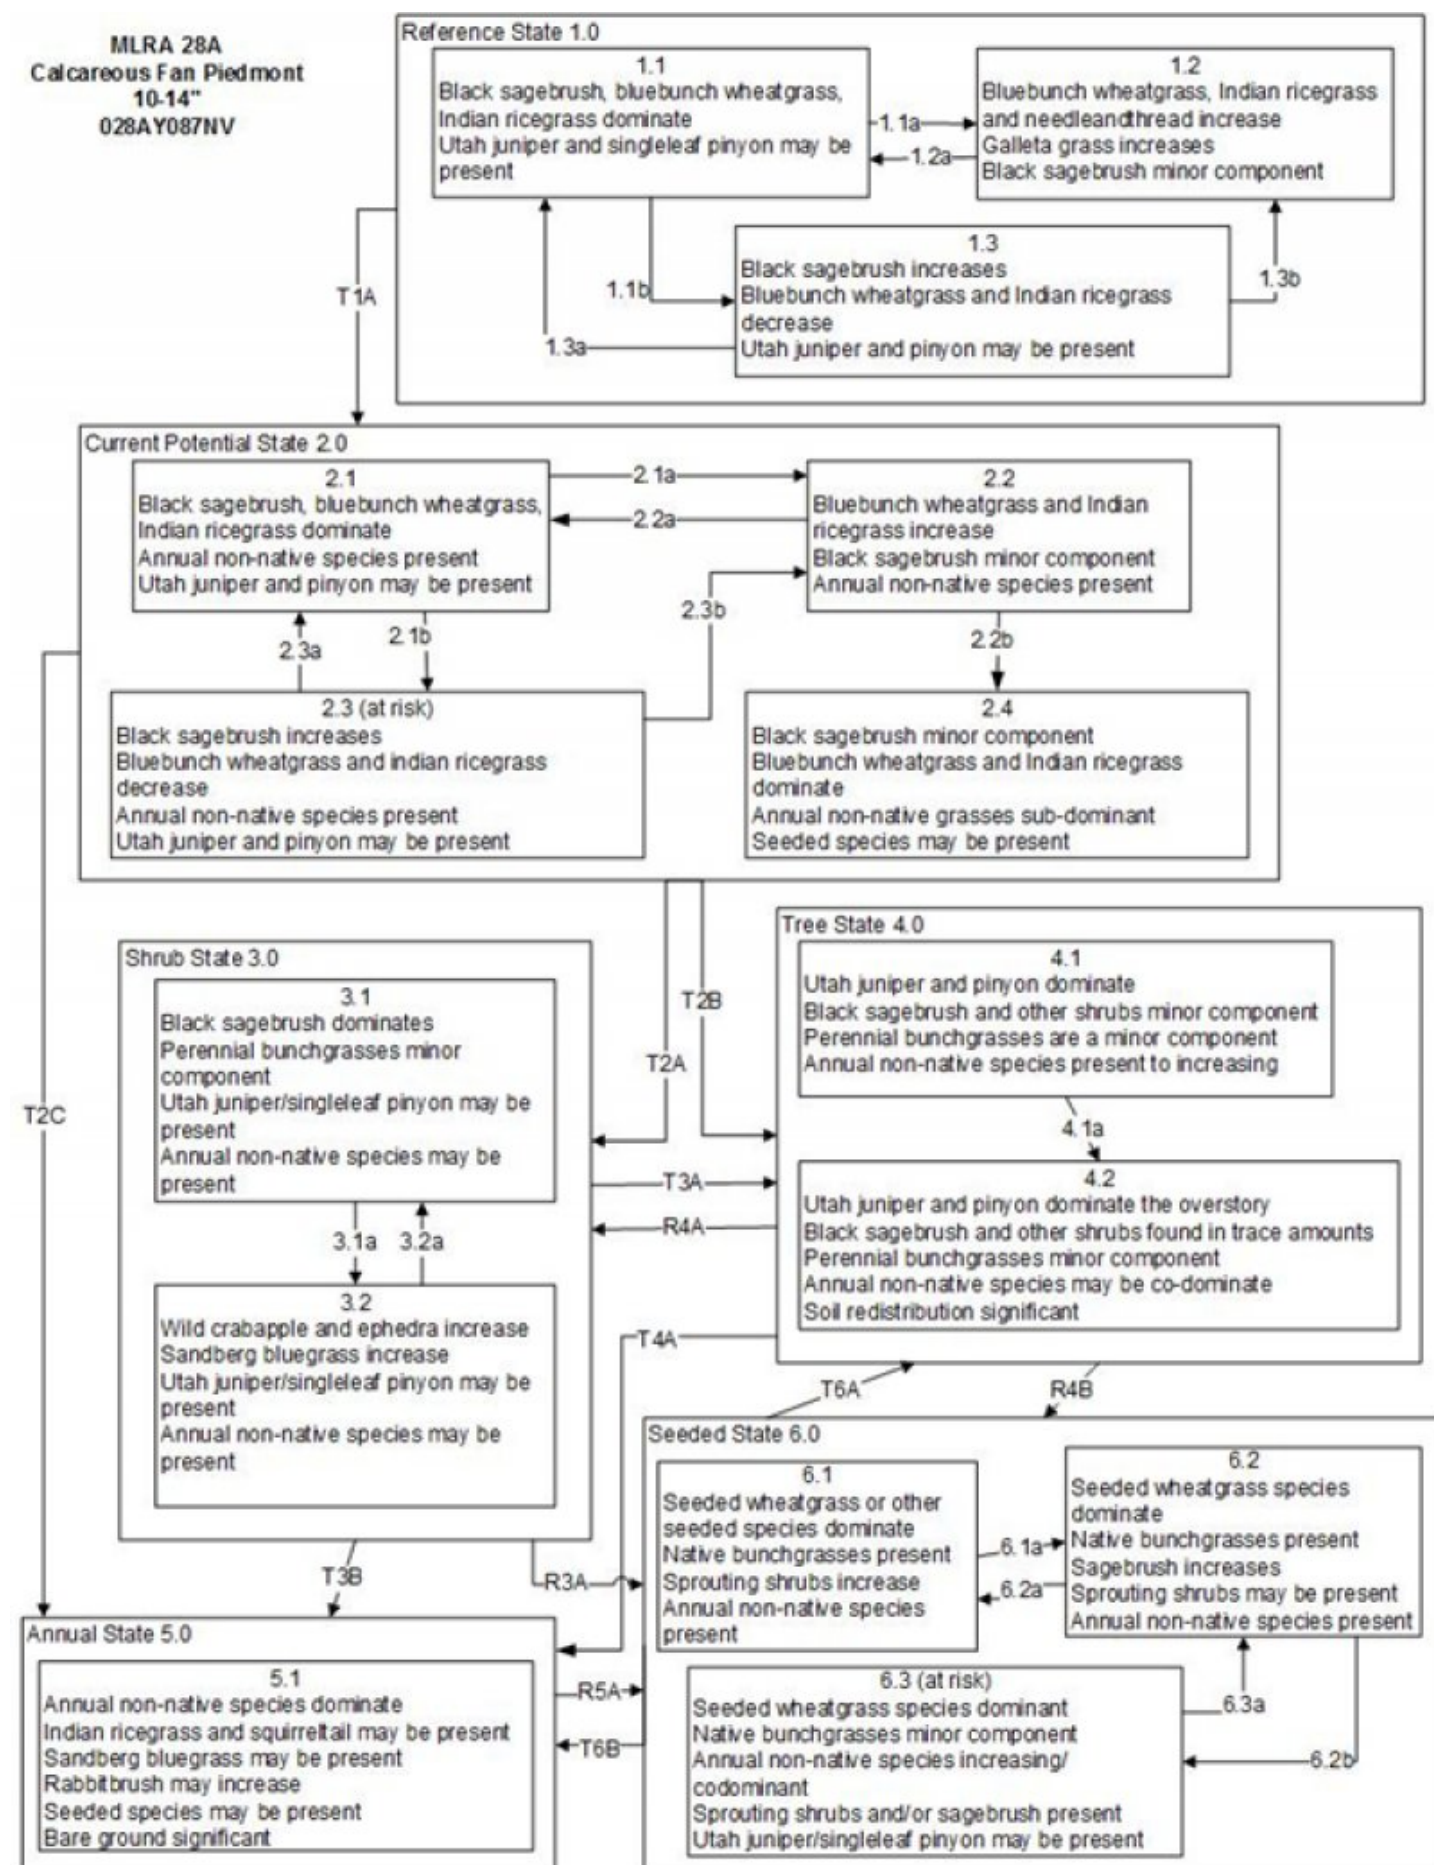 MLRA 28A
Calcareous Fan Piedmont
10-14"
028AY087NV
Reference State 1.0
1.1
Black sagebrush, bluebunch wheatgrass,
Indian ricegrass dominate
Utah juniper and singleleaf pinyon may be
present
1.1a
1.2a
1.2
Bluebunch wheatgrass, Indian ricegrass
and needleandthread increase
Galleta grass increases
Black sagebrush minor component
1.1b
1.3a
1.3
Black sagebrush increases
Bluebunch wheatgrass and Indian ricegrass
decrease
Utah juniper and pinyon may be present
1.3b
T1A
Current Potential State 2.0
2.1
Black sagebrush, bluebunch wheatgrass,
Indian ricegrass dominate
Annual non-native species present
Utah juniper and pinyon may be present
2.1a
2.2a
2.2
Bluebunch wheatgrass and Indian
ricegrass increase
Black sagebrush minor component
Annual non-native species present
2.3a
2.1b
2.3b
2.2b
2.3 (at risk)
Black sagebrush increases
Bluebunch wheatgrass and indian ricegrass
decrease
Annual non-native species present
Utah juniper and pinyon may be present
2.4
Black sagebrush minor component
Bluebunch wheatgrass and Indian ricegrass
dominate
Annual non-native grasses sub-dominant
Seeded species may be present
T2C
T2A
T2B
Shrub State 3.0
3.1
Black sagebrush dominates
Perennial bunchgrasses minor
component
Utah juniper/singleleaf pinyon may be
present
Annual non-native species may be
present
3.1a
3.2a
3.2
Wild crabapple and ephedra increase
Sandberg bluegrass increase
Utah juniper/singleleaf pinyon may be
present
Annual non-native species may be
present
T3A
R4A
Tree State 4.0
4.1
Utah juniper and pinyon dominate
Black sagebrush and other shrubs minor component
Perennial bunchgrasses are a minor component
Annual non-native species present to increasing
4.1a
4.2
Utah juniper and pinyon dominate the overstory
Black sagebrush and other shrubs found in trace amounts
Perennial bunchgrasses minor component
Annual non-native species may be co-dominate
Soil redistribution significant
T4A
T6A
R4B
T3B
R3A
Annual State 5.0
5.1
Annual non-native species dominate
Indian ricegrass and squirreltail may be present
Sandberg bluegrass may be present
Rabbitbrush may increase
Seeded species may be present
Bare ground significant
R5A
T6B
Seeded State 6.0
6.1
Seeded wheatgrass or other
seeded species dominate
Native bunchgrasses present
Sprouting shrubs increase
Annual non-native species
present
6.1a
6.2a
6.2
Seeded wheatgrass species
dominate
Native bunchgrasses present
Sagebrush increases
Sprouting shrubs may be present
Annual non-native species present
6.3 (at risk)
Seeded wheatgrass species dominant
Native bunchgrasses minor component
Annual non-native species increasing/
codominant
Sprouting shrubs and/or sagebrush present
Utah juniper/singleleaf pinyon may be present
6.3a
6.2b